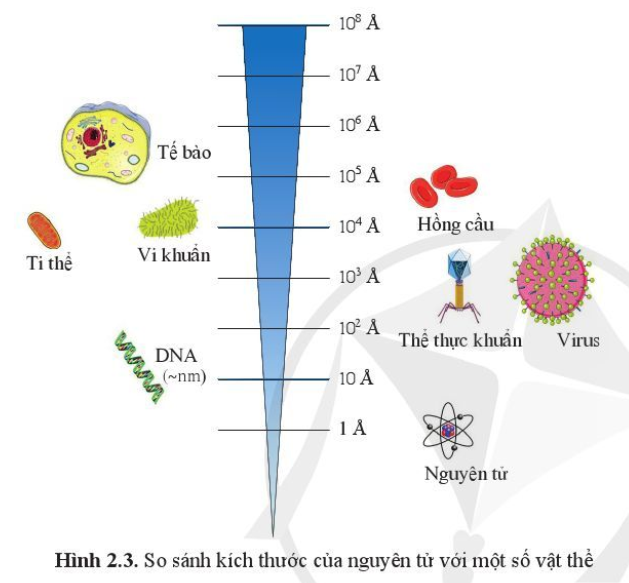 10⁸ Å
10⁷ Å
10⁶ Å
Tế bào
10⁵ Å
10⁴ Å
Hồng cầu
Ti thể
Vi khuẩn
10³ Å
10² Å
Thể thực khuẩn
Virus
DNA
(~nm)
10 Å
1 Å
Nguyên tử
Hình 2.3. So sánh kích thước của nguyên tử với một số vật thể